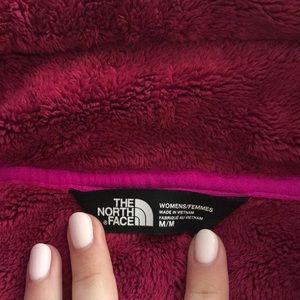 THE
NORTH
FACE
WOMENS/FEMMES
MADE IN VIETNAM
FABRIQUÉ AU VIETNAM
M/M